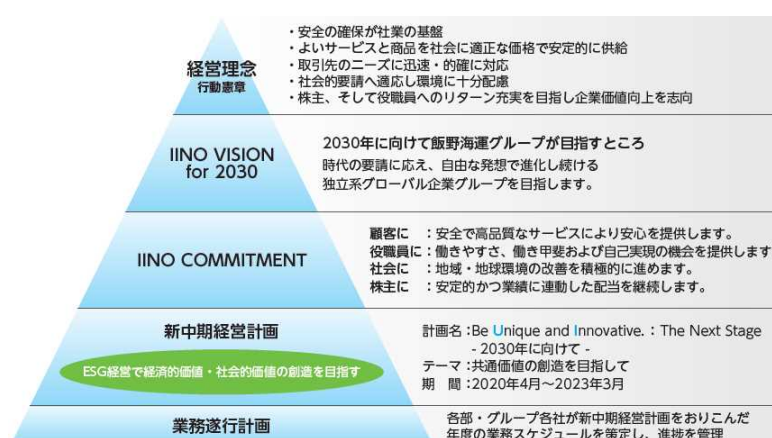 経営理念
行動憲章
・安全の確保が社業の基盤
・よいサービスと商品を社会に適正な価格で安定的に供給
・取引先のニーズに迅速・的確に対応
・社会的要請へ適応し環境に十分配慮
・株主、そして役職員へのリターン充実を目指し企業価値向上を志向
IINO VISION
for 2030
2030年に向けて飯野海運グループが目指すところ
時代の要請に応え、自由な発想で進化し続ける
独立系グローバル企業グループを目指します。
IINO COMMITMENT
顧客に ：安全で高品質なサービスにより安心を提供します。
役職員に：働きやすさ、働き甲斐および自己実現の機会を提供します
社会に ：地域・地球環境の改善を積極的に進めます。
株主に ：安定的かつ業績に連動した配当を継続します。
新中期経営計画
ESG経営で経済的価値・社会的価値の創造を目指す
計画名：Be Unique and Innovative.：The Next Stage
- 2030年に向けて -
テーマ：共通価値の創造を目指して
期 間：2020年4月～2023年3月
業務遂行計画
各部・グループ各社が新中期経営計画をおりこんだ
年度の業務スケジュールを策定し、進捗を管理